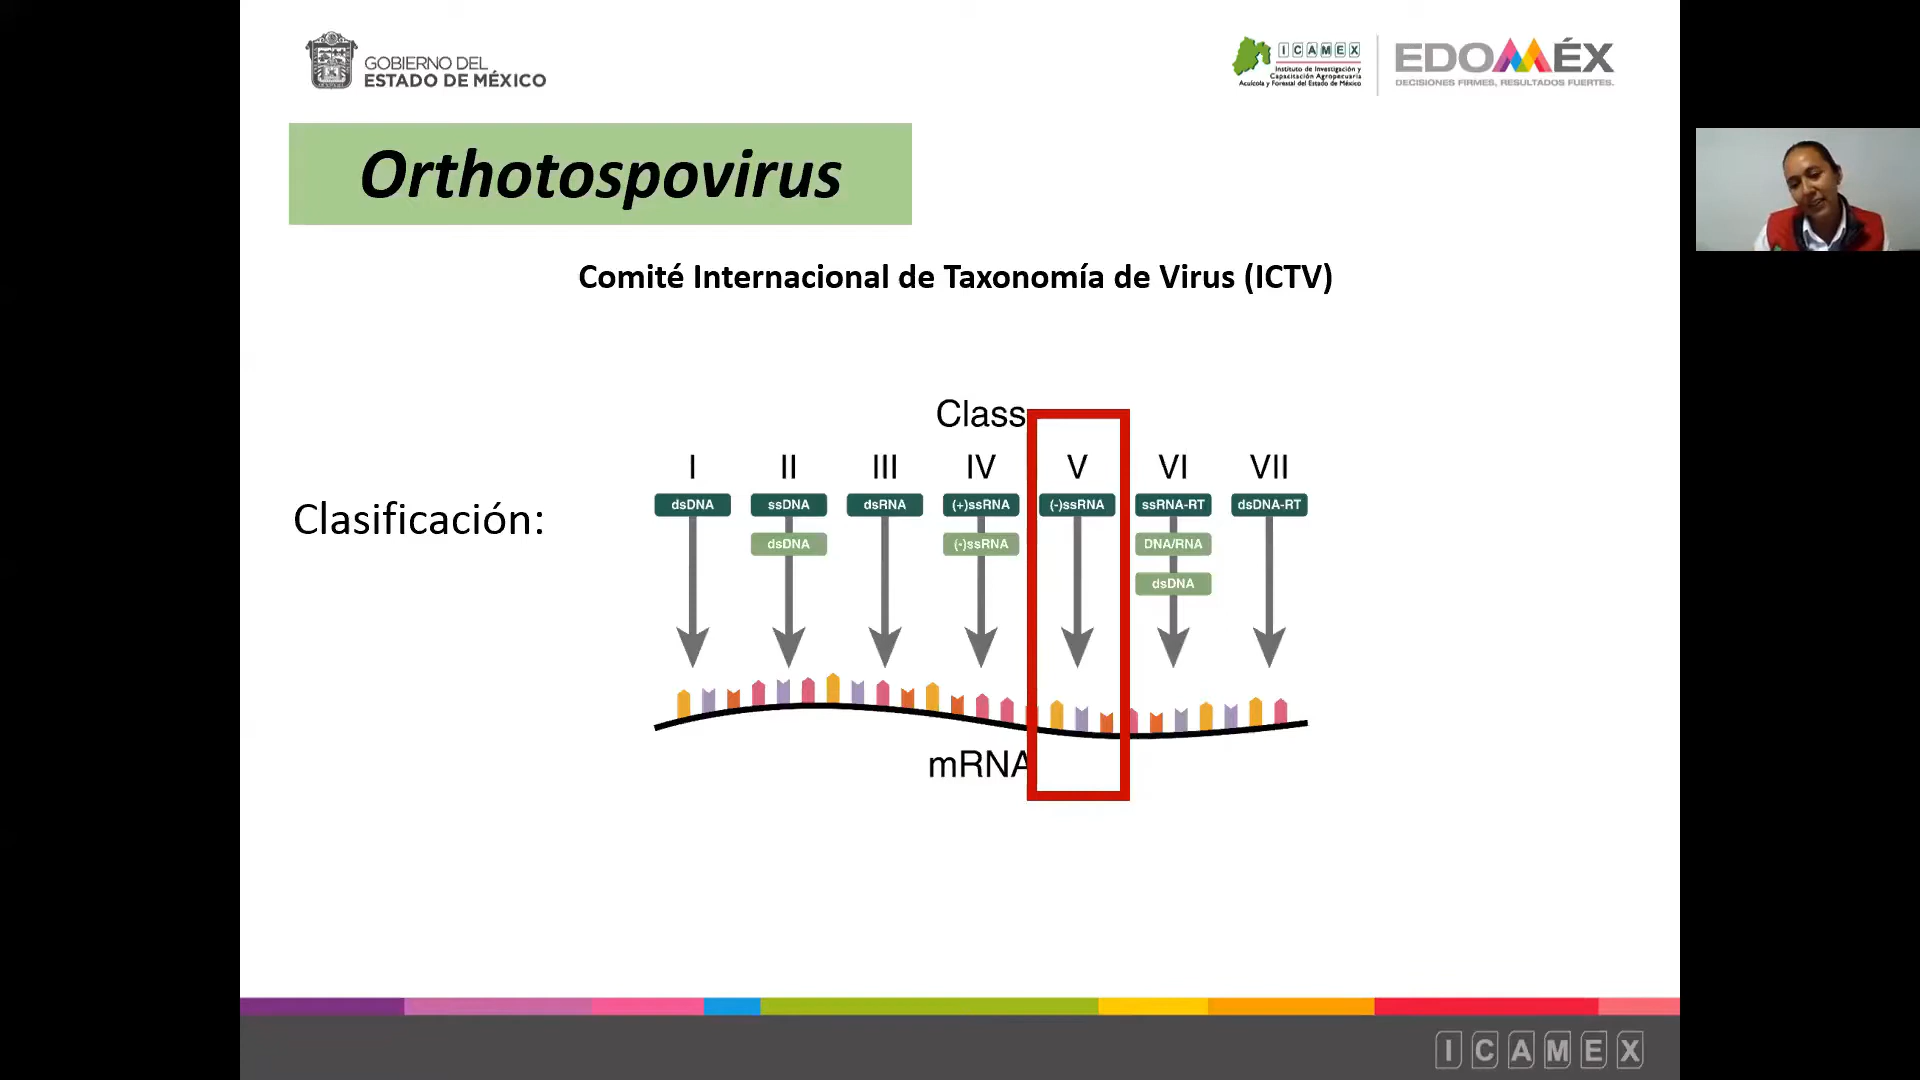 GOBIERNO DEL
ESTADO DE MÉXICO
ICAMEX
Instituto de Investigación y
Capacitación Agropecuaria
Acuícola y Forestal del Estado de México
EDOMÉX
DECISIONES FIRMES, RESULTADOS FUERTES.
Orthotospovirus
Comité Internacional de Taxonomía de Virus (ICTV)
Clasificación:
Class
I II III IV V VI VII
dsDNA ssDNA dsRNA (+)ssRNA (-)ssRNA ssRNA-RT dsDNA-RT
dsDNA (-)ssRNA DNA/RNA
dsDNA
mRNA
ICAMEX